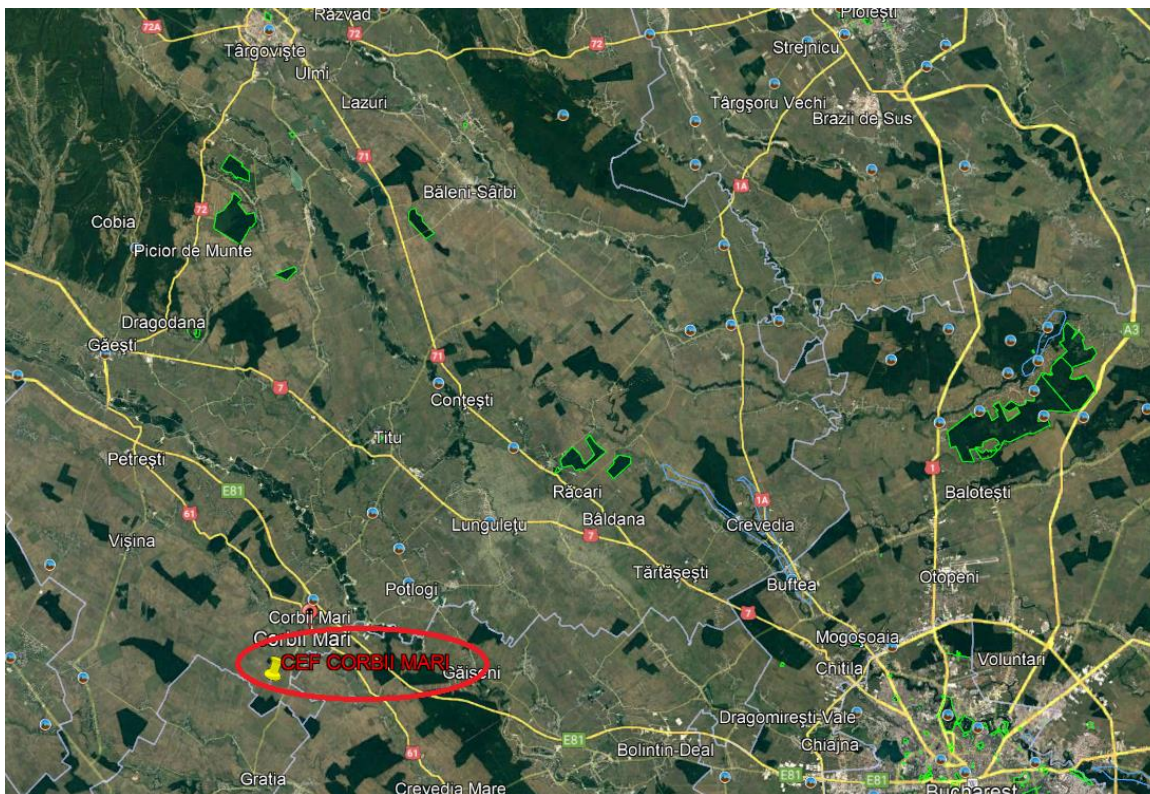 Răzvad
Ploiești
72A
72
Strejnicu
Târgoviște
72
Ulmi
Lazuri
Târgșoru Vechi
Brazii de Sus
71
1A
Băleni-Sârbi
72
Cobia
Picior de Munte
Dragodana
A3
Găești
71
7
Conțești
Titu
Petrești
1
E81
Răcari
Balotești
1A
61
Lungulețu
Bâldana
Crevedia
Vișina
7
Tărtășești
Otopeni
Buftea
Potlogi
7
Corbii Mari
Corbii Mari
Mogoșoaia
CEF CORBII MARI
Găiseni
Chitila
Voluntari
Dragomirești-Vale
E81
Bolintin-Deal
Chiajna
61
Gratia
E81
E81
Crevedia Mare
Bucharest